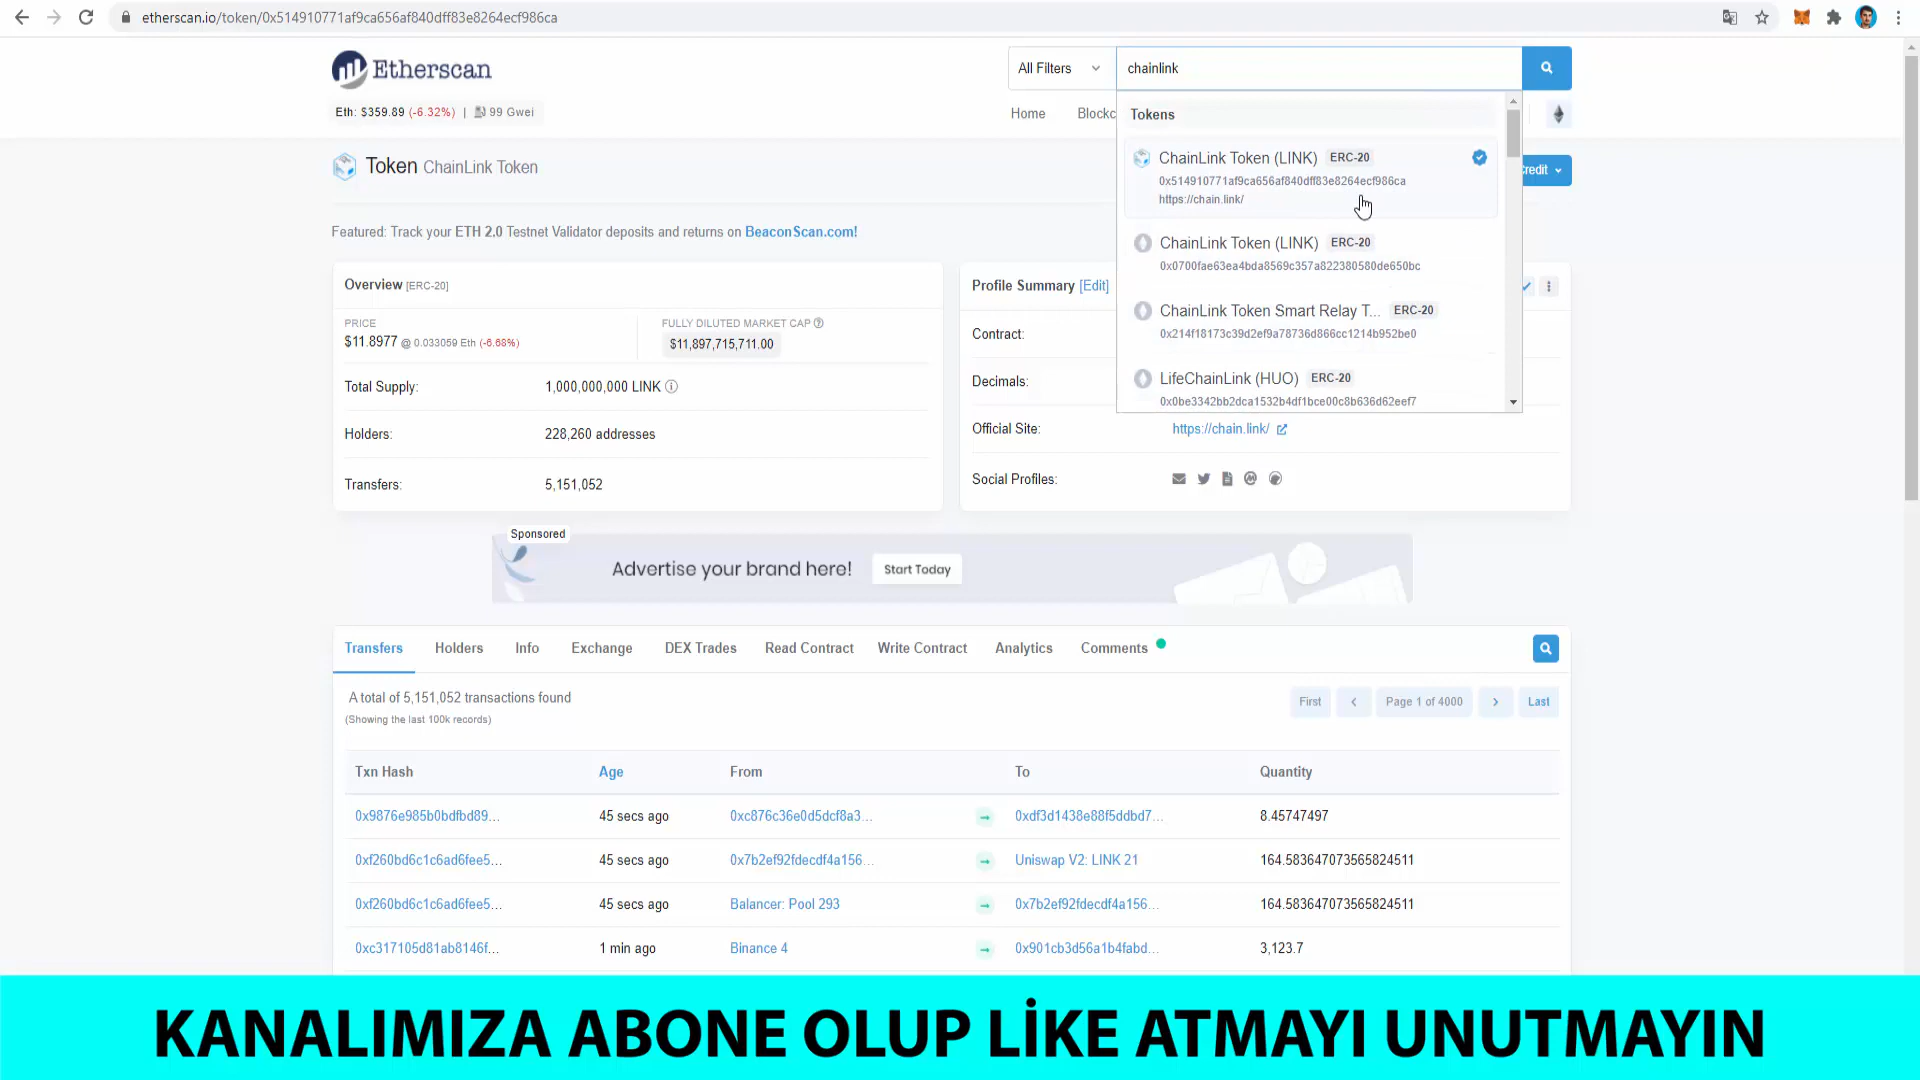 etherscan.io/token/0x514910771af9ca656af840dff83e8264ecf986ca
Etherscan
All Filters
chainlink
Eth: $359.89 (-6.32%) | 99 Gwei
Home
Blockc
Tokens
ChainLink Token (LINK) ERC-20
0x514910771af9ca656af840dff83e8264ecf986ca
https://chain.link/
ChainLink Token (LINK) ERC-20
0x0700fae63ea4bda8569c357a822380580de650bc
ChainLink Token Smart Relay T... ERC-20
0x214f18173c39d2ef9a78736d866cc1214b952be0
LifeChainLink (HUO) ERC-20
0x0be3342bb2dca1532b4df1bce00c8b636d62eef7
Token ChainLink Token
Featured: Track your ETH 2.0 Testnet Validator deposits and returns on BeaconScan.com!
Overview [ERC-20]
PRICE
$11.8977 @ 0.033059 Eth (-6.68%)
FULLY DILUTED MARKET CAP
$11,897,715,711.00
Total Supply: 1,000,000,000 LINK
Holders: 228,260 addresses
Transfers: 5,151,052
Profile Summary [Edit]
Contract:
Decimals:
Official Site: https://chain.link/
Social Profiles:
Sponsored
Advertise your brand here! Start Today
Transfers Holders Info Exchange DEX Trades Read Contract Write Contract Analytics Comments
A total of 5,151,052 transactions found
(Showing the last 100k records)
First Page 1 of 4000 Last
Txn Hash Age From To Quantity
0x9876e985b0bdfbd89... 45 secs ago 0xc876c36e0d5dcf8a3... 0xdf3d1438e88f5ddbd7... 8.45747497
0xf260bd6c1c6ad6fee5... 45 secs ago 0x7b2ef92fdecdf4a156... Uniswap V2: LINK 21 164.583647073565824511
0xf260bd6c1c6ad6fee5... 45 secs ago Balancer: Pool 293 0x7b2ef92fdecdf4a156... 164.583647073565824511
0xc317105d81ab8146f... 1 min ago Binance 4 0x901cb3d56a1b4fabd... 3,123.7
KANALIMIZA ABONE OLUP LİKE ATMAYI UNUTMAYIN